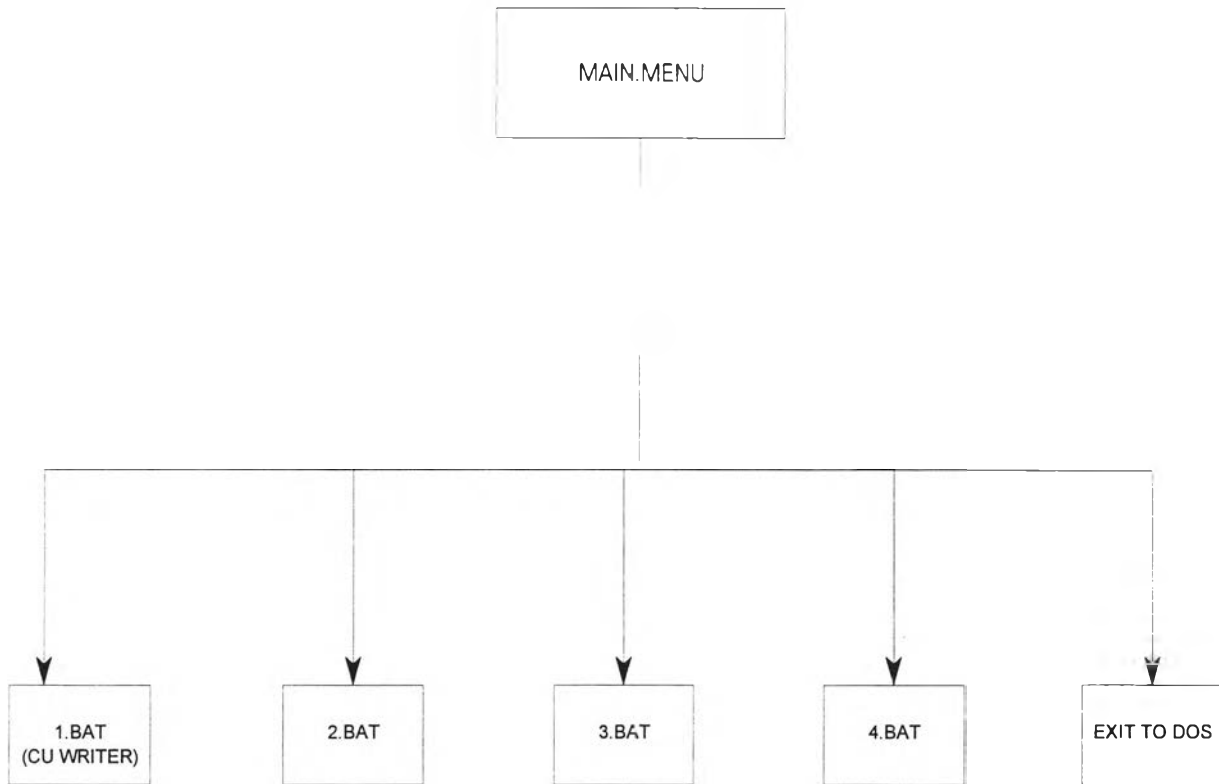 MAIN.MENU
1.BAT
(CU WRITER)
2.BAT
3.BAT
4.BAT
EXIT TO DOS